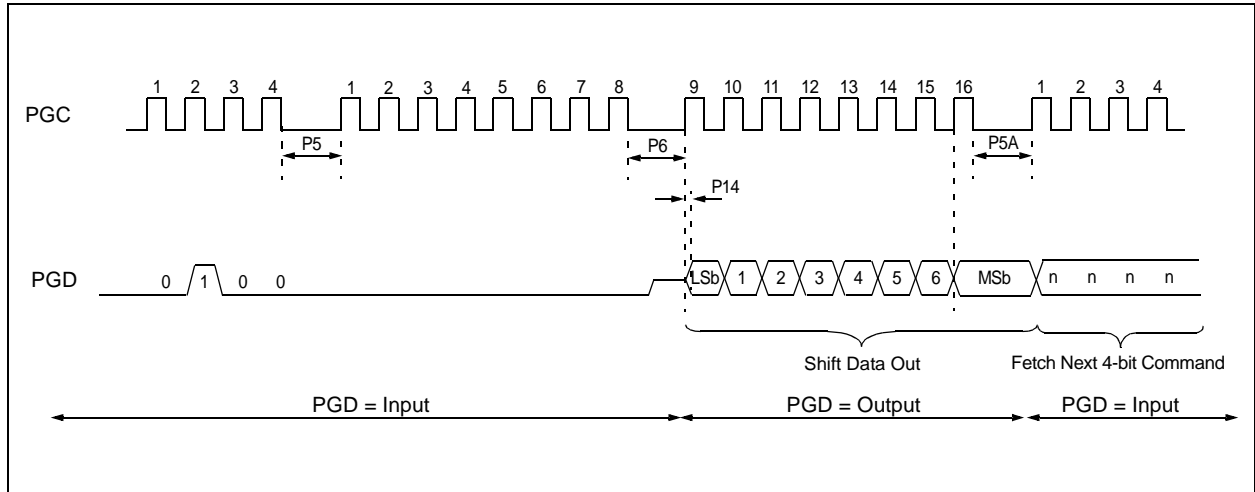 1 2 3 4 1 2 3 4 5 6 7 8 9 10 11 12 13 14 15 16 1 2 3 4
PGC
P5 P6 P5A
P14
PGD 0 1 0 0 LSb 1 2 3 4 5 6 MSb n n n n
Shift Data Out Fetch Next 4-bit Command
PGD = Input PGD = Output PGD = Input